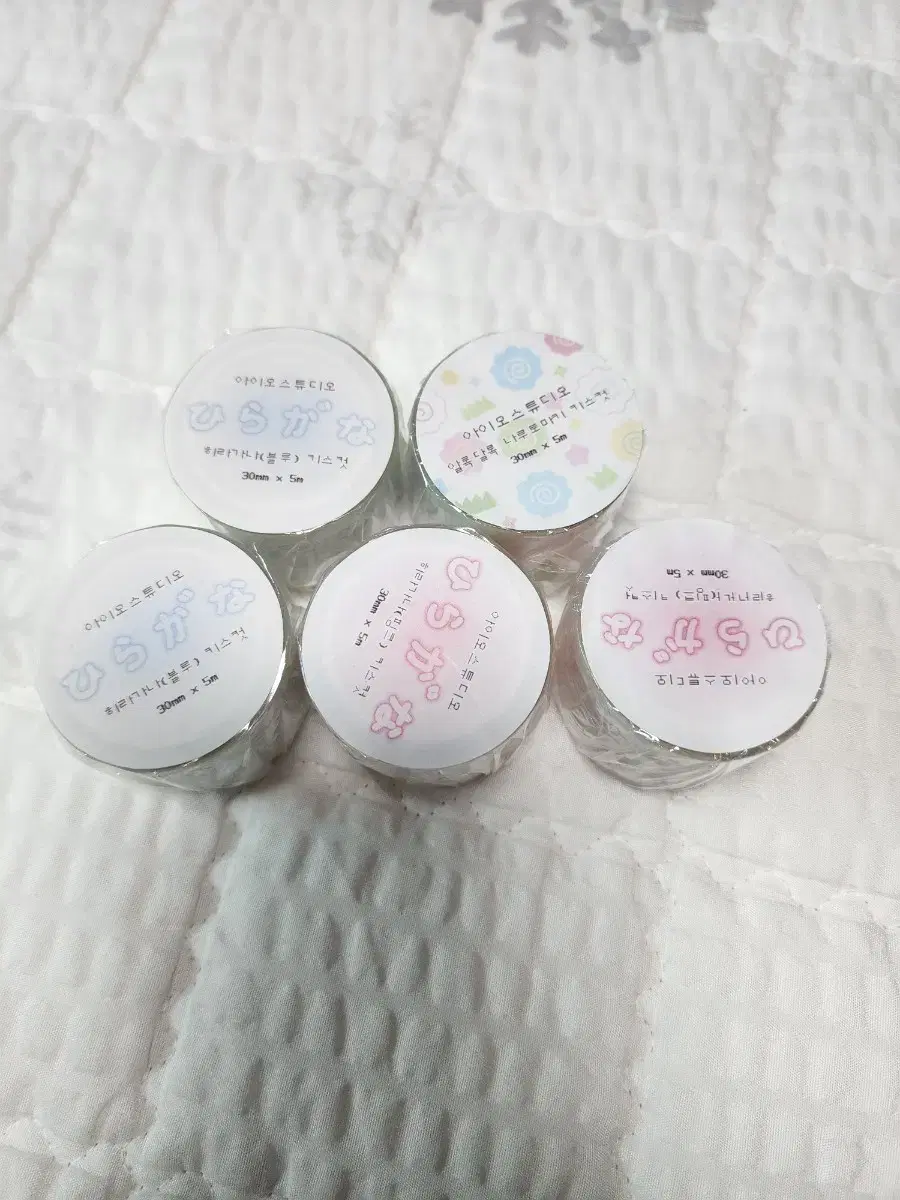 아이오스튜디오
ひらがな
히라가나(블루) 키스컷
30mm x 5m
아이오스튜디오
알록달록 나루토마키 키스컷
30mm x 5m
아이오스튜디오
ひらがな
히라가나(블루) 키스컷
30mm x 5m
아이오스튜디오
ひらがな
히라가나(핑크) 키스컷
30mm x 5m
아이오스튜디오
ひらがな
히라가나(핑크) 키스컷
30mm x 5m